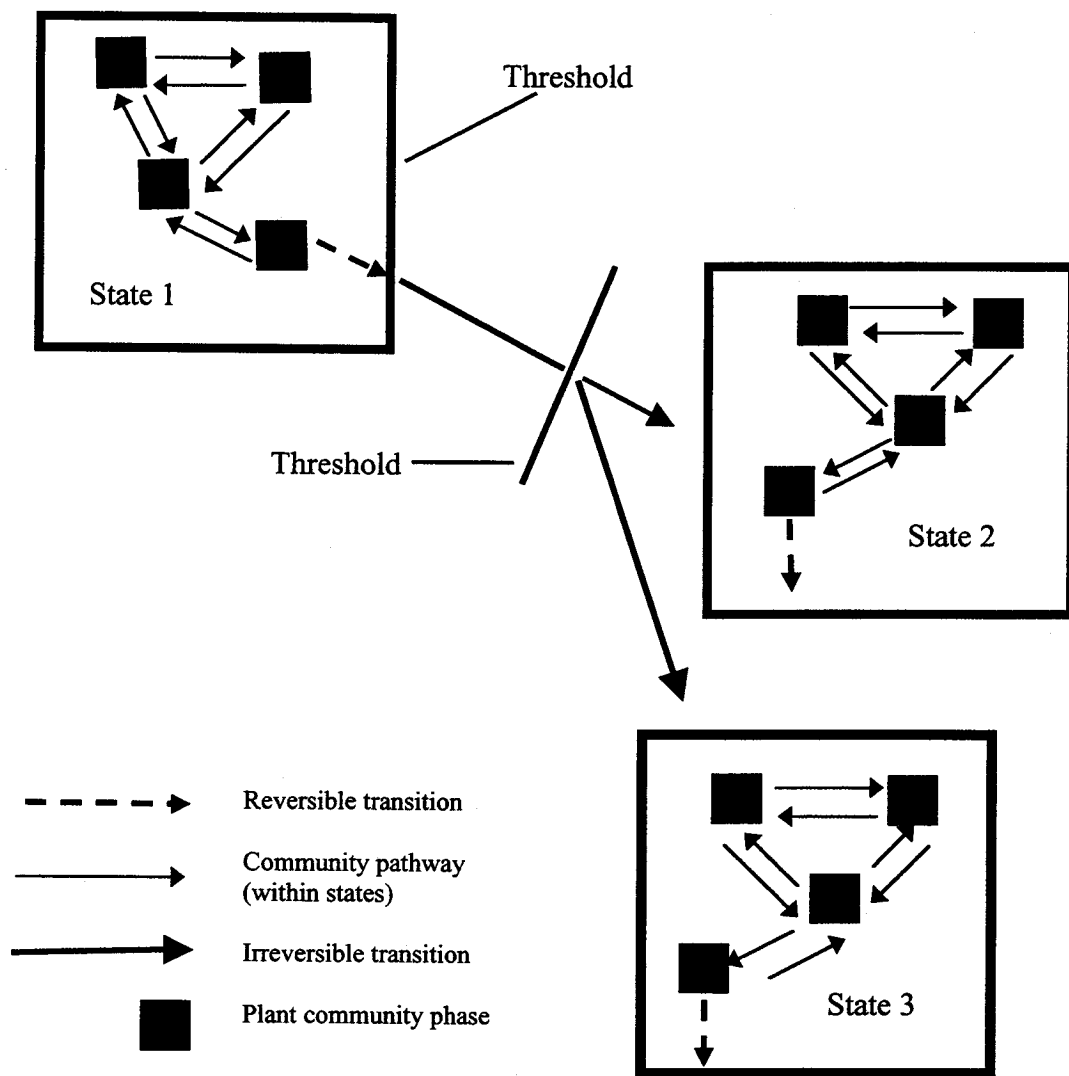 Threshold
State 1
Threshold
State 2
Reversible transition
Community pathway
(within states)
Irreversible transition
Plant community phase
State 3